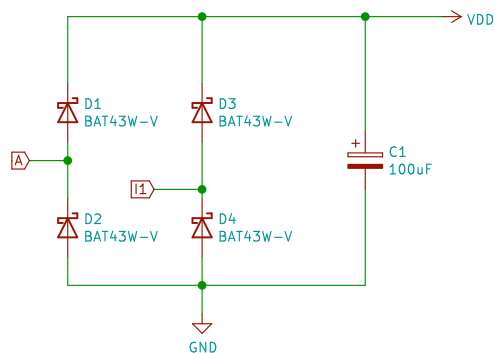 VDD
D1
BAT43W-V
D3
BAT43W-V
+
C1
100uF
A
I1
D2
BAT43W-V
D4
BAT43W-V
GND